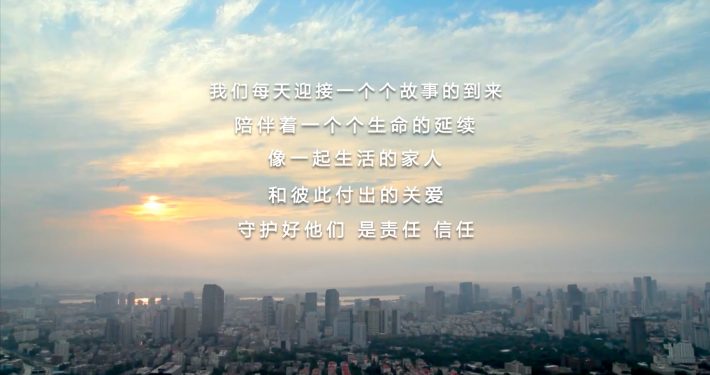 我们每天迎接一个个故事的到来
陪伴着一个个生命的延续
像一起生活的家人
和彼此付出的关爱
守护好他们 是责任 信任